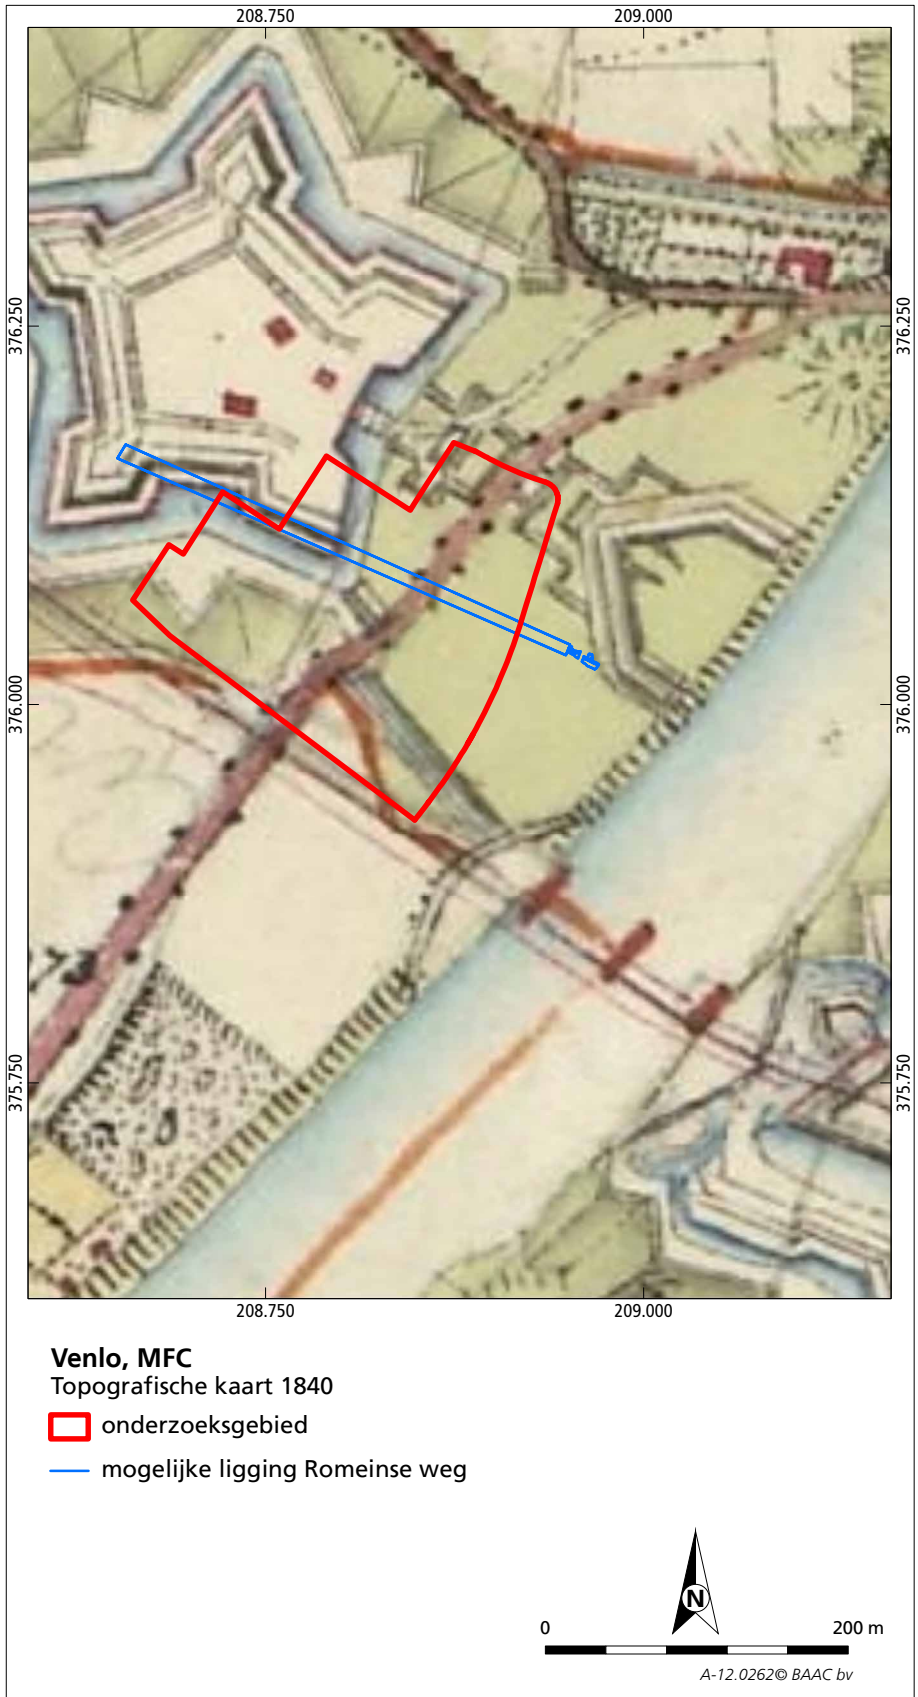 208.750
209.000
376.250
376.250
376.000
376.000
375.750
375.750
208.750
209.000
Venlo, MFC
Topografische kaart 1840
onderzoeksgebied
mogelijke ligging Romeinse weg
N
0
200 m
A-12.0262© BAAC bv